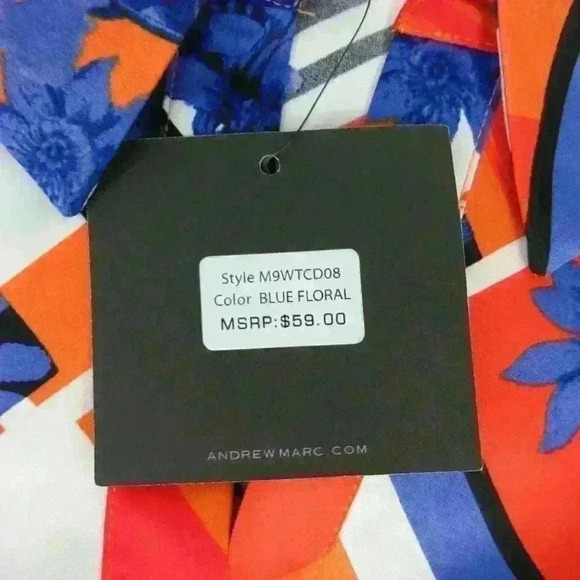 Style M9WTCD08
Color BLUE FLORAL
MSRP:$59.00
ANDREWMARC.COM